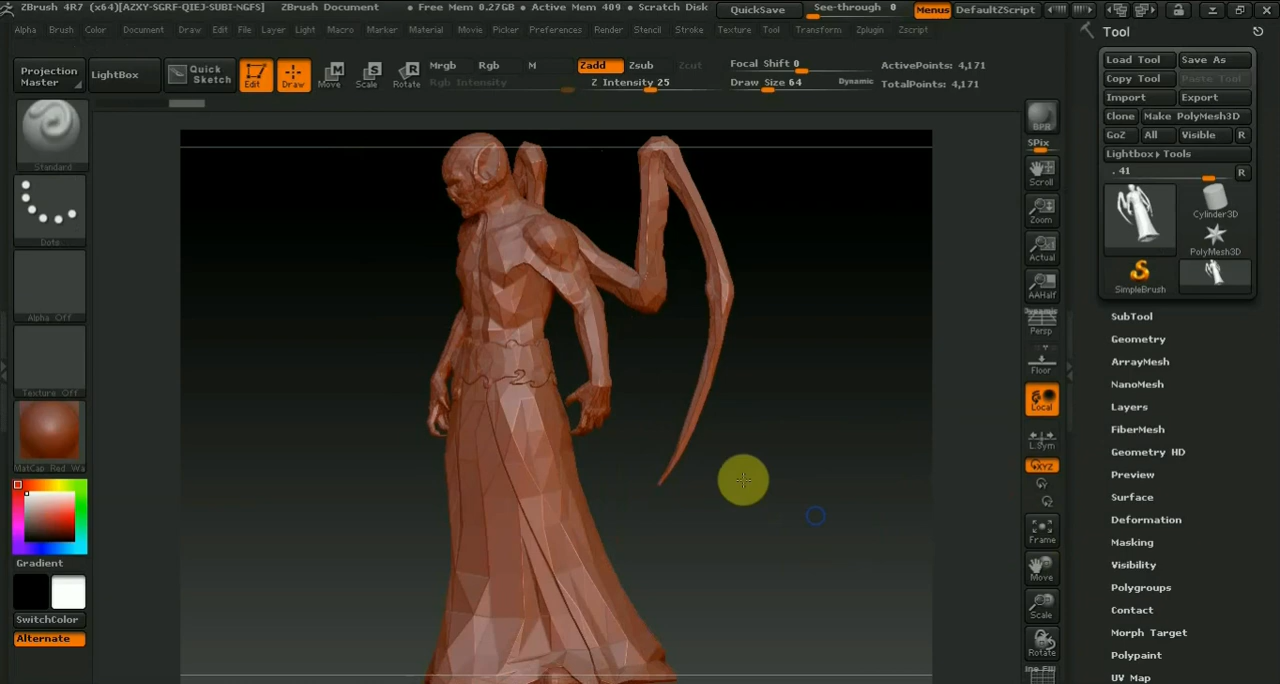 ZBrush 4R7 (x64)[AZXY-SGRF-QIEJ-SUBI-NGFS] ZBrush Document • Free Mem 0.27GB • Active Mem 409 • Scratch Disk QuickSave See-through 0 Menus DefaultZScript
Alpha Brush Color Document Draw Edit File Layer Light Macro Marker Material Movie Picker Preferences Render Stencil Stroke Texture Tool Transform Zplugin Zscript
Tool
Projection Master
LightBox
Quick Sketch
Edit
Draw
Move
Scale
Rotate
Mrgb Rgb M
Rgb Intensity
Zadd Zsub Zcut
Z Intensity 25
Focal Shift 0
Draw Size 64 Dynamic
ActivePoints: 4,171
TotalPoints: 4,171
Standard
Dots
Alpha Off
Texture Off
MatCap Red Wa
Gradient
SwitchColor
Alternate
BPR
SPix
Scroll
Zoom
Actual
AAHalf
Dynamic
Persp
Floor
Local
L.Sym
XYZ
Frame
Move
Scale
Rotate
Line Fill
Load Tool Save As
Copy Tool Paste Tool
Import Export
Clone Make PolyMesh3D
GoZ All Visible R
Lightbox▸Tools
. 41 R
Cylinder3D
PolyMesh3D
SimpleBrush
SubTool
Geometry
ArrayMesh
NanoMesh
Layers
FiberMesh
Geometry HD
Preview
Surface
Deformation
Masking
Visibility
Polygroups
Contact
Morph Target
Polypaint
UV Map